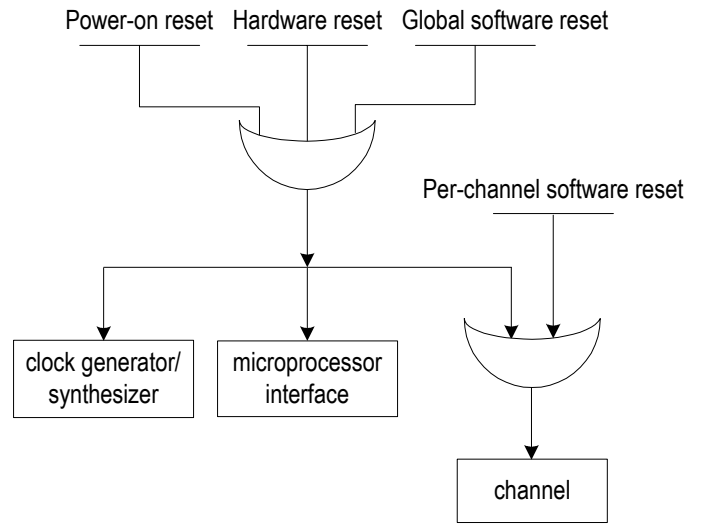 Power-on reset
Hardware reset
Global software reset
Per-channel software reset
clock generator/
synthesizer
microprocessor
interface
channel